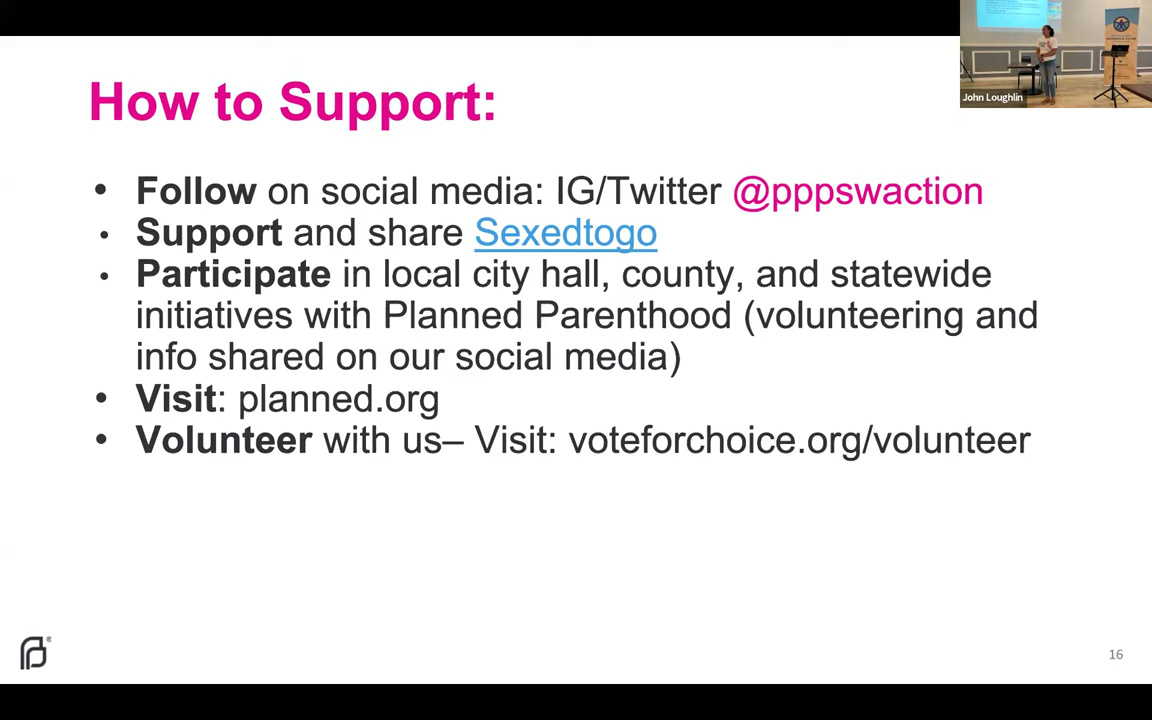 How to Support:
John Loughlin
• Follow on social media: IG/Twitter @pppswaction
• Support and share Sexedtogo
• Participate in local city hall, county, and statewide
initiatives with Planned Parenthood (volunteering and
info shared on our social media)
• Visit: planned.org
• Volunteer with us– Visit: voteforchoice.org/volunteer
16